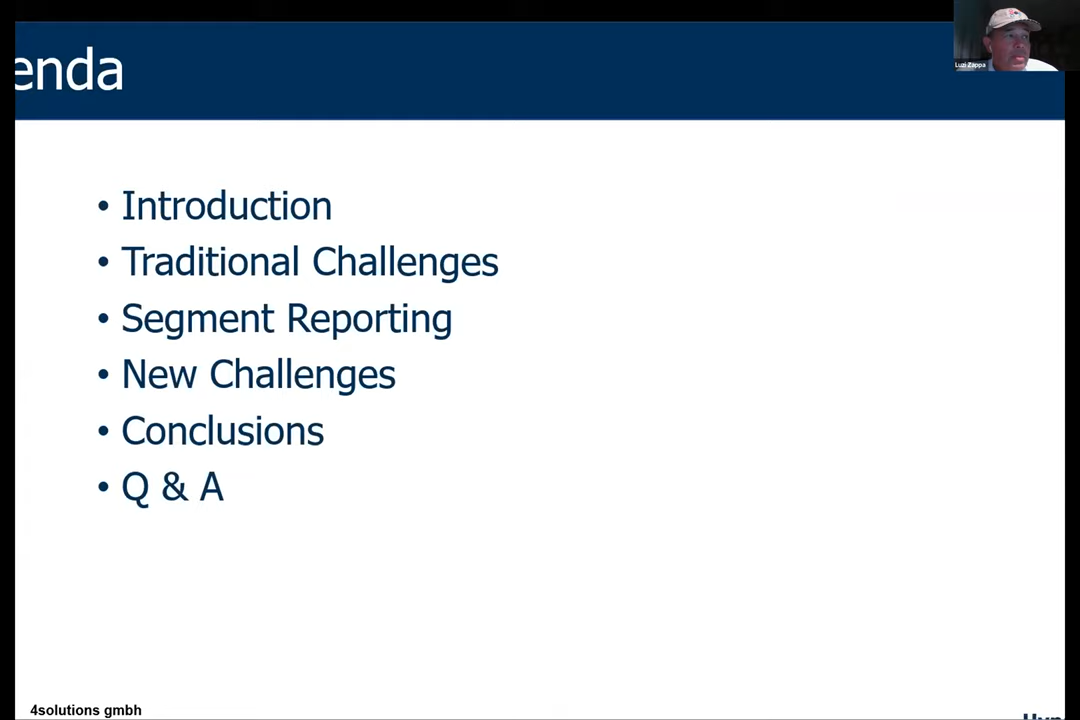 enda
Luzi Zappa
• Introduction
• Traditional Challenges
• Segment Reporting
• New Challenges
• Conclusions
• Q & A
4solutions gmbh